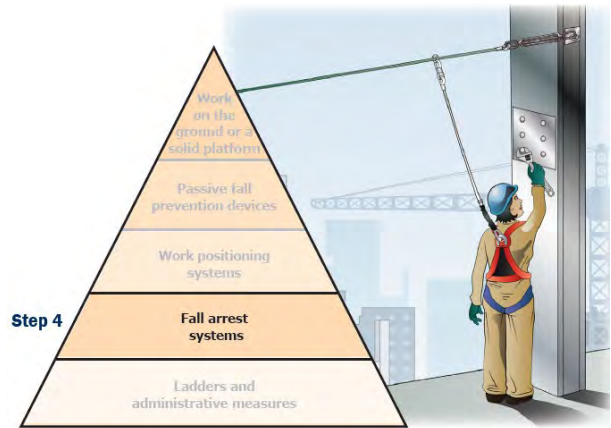 Work
on the
ground or a
solid platform
Passive fall
prevention devices
Work positioning
systems
Step 4
Fall arrest
systems
Ladders and
administrative measures